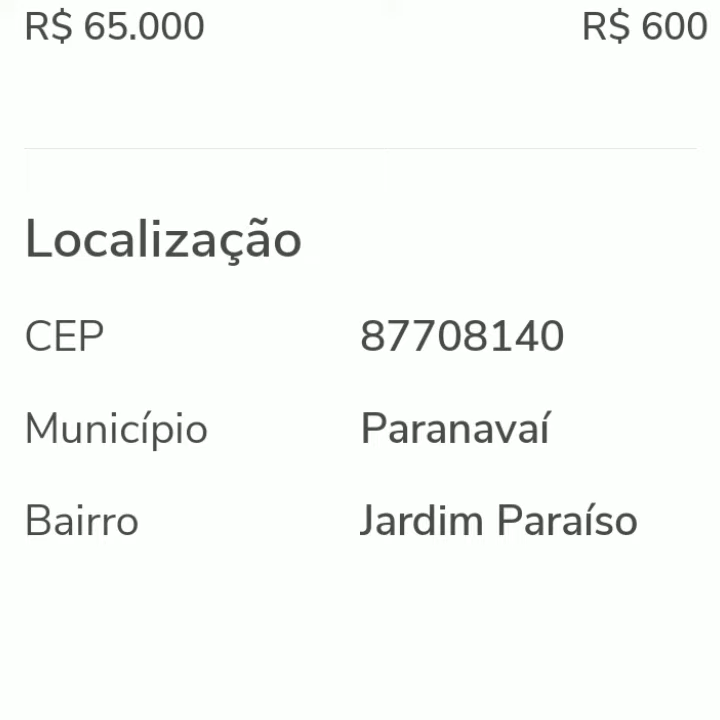 R$ 65.000 R$ 600
Localização
CEP 87708140
Município Paranavaí
Bairro Jardim Paraíso